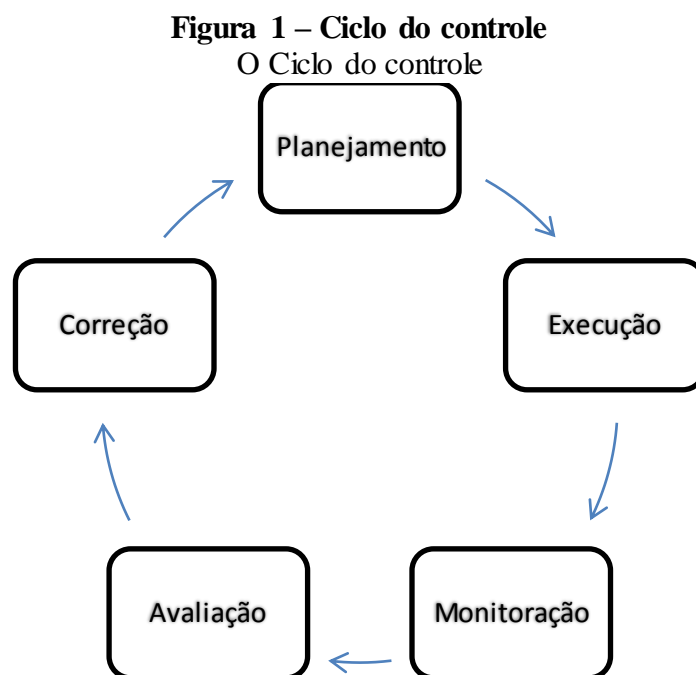 Figura 1 – Ciclo do controle
O Ciclo do controle
Planejamento
Execução
Monitoração
Avaliação
Correção